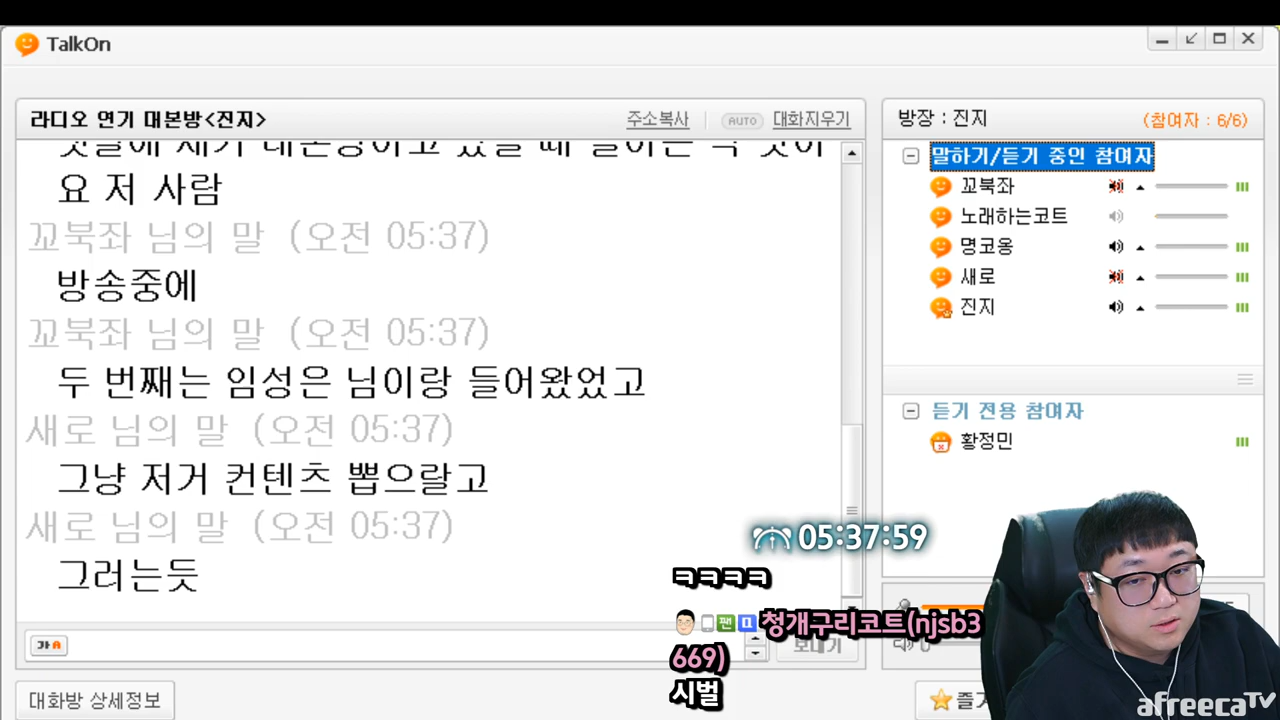 TalkOn
라디오 연기 대본방<진지>
주소복사
AUTO
대화지우기
요 저 사람
꼬북좌 님의 말 (오전 05:37)
방송중에
꼬북좌 님의 말 (오전 05:37)
두 번째는 임성은 님이랑 들어왔었고
새로 님의 말 (오전 05:37)
그냥 저거 컨텐츠 뽑으랄고
새로 님의 말 (오전 05:37)
그러는듯
가
보내기
대화방 상세정보
방장 : 진지
(참여자 : 6/6)
말하기/듣기 중인 참여자
꼬북좌
노래하는코트
명코옹
새로
진지
듣기 전용 참여자
황정민
05:37:59
ㅋㅋㅋㅋ
팬
청개구리코트(njsb3
669)
시벌
afreecaTV